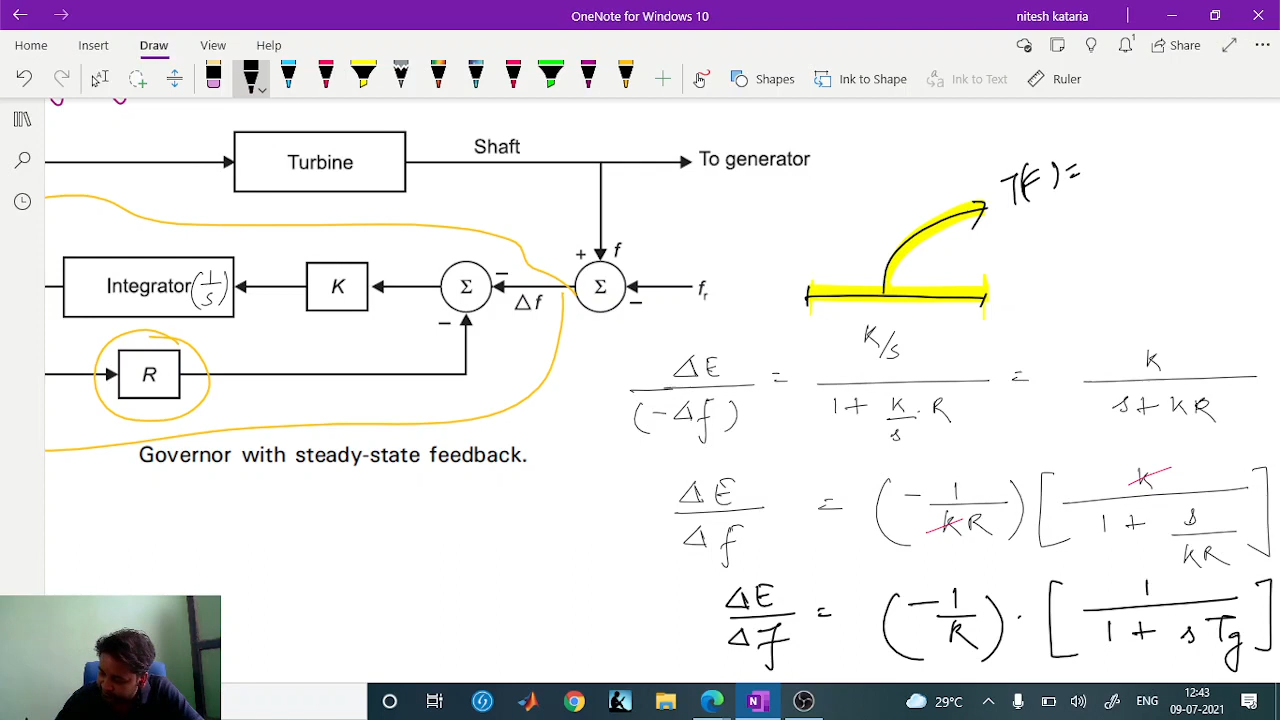 OneNote for Windows 10
nitesh kataria
Home Insert Draw View Help
Share
Shapes Ink to Shape Ink to Text Ruler
Turbine
Shaft
To generator
T(F) =
+ f
Integrator (1/s)
K
Σ
−
Δf
Σ
−
fr
−
R
K/s
ΔE/(−Δf) = (K/s)/(1 + K/s · R) = K/(s + KR)
Governor with steady-state feedback.
ΔE/Δf = (−1/KR) [K/(1 + s/KR)]
ΔE/Δf = (−1/R) · [1/(1 + sTg)]
29°C
ENG
12:43
09-07-2021